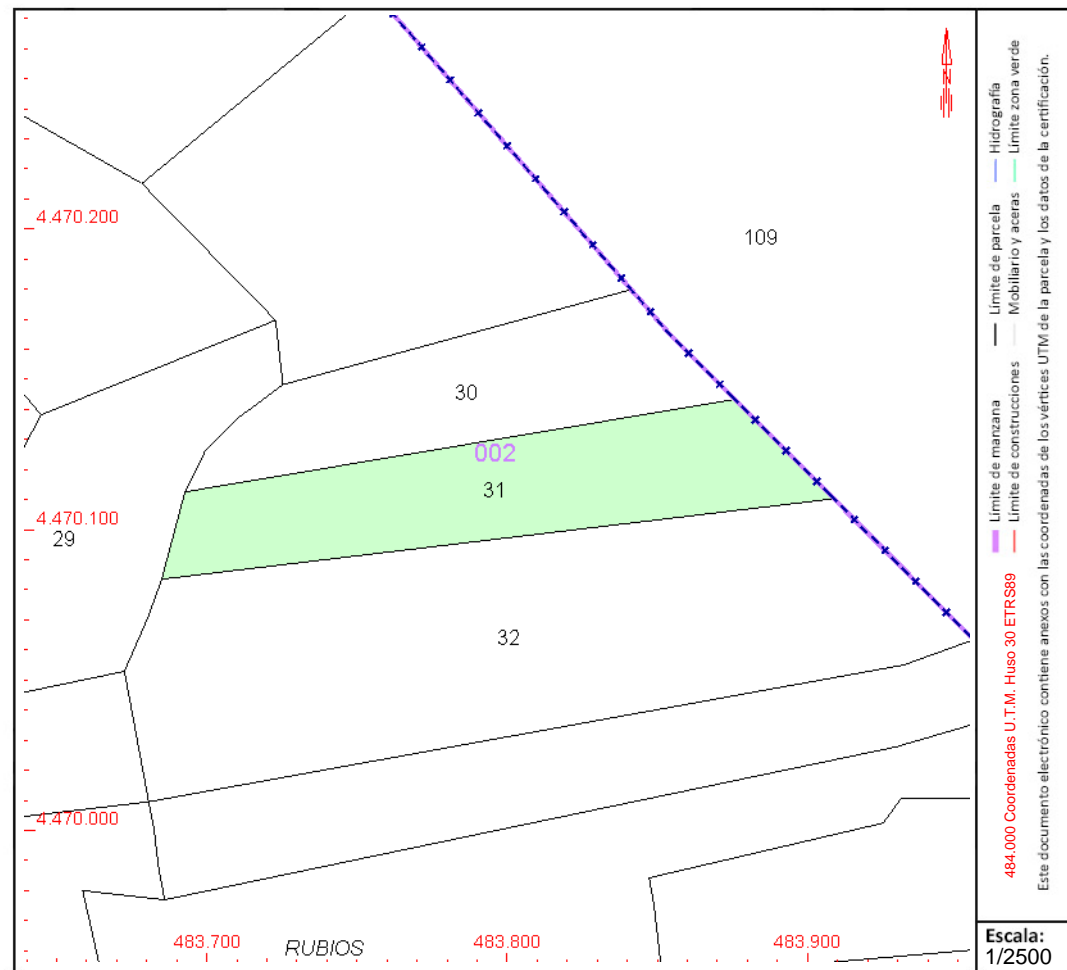 N
109
4.470.200
30
002
31
4.470.100
29
32
4.470.000
483.700
483.800
483.900
RUBIOS
Límite de manzana
Límite de parcela
Hidrografía
Límite de construcciones
Mobiliario y aceras
Límite zona verde
484.000 Coordenadas U.T.M. Huso 30 ETRS89
Este documento electrónico contiene anexos con las coordenadas de los vértices UTM de la parcela y los datos de la certificación.
Escala:
1/2500